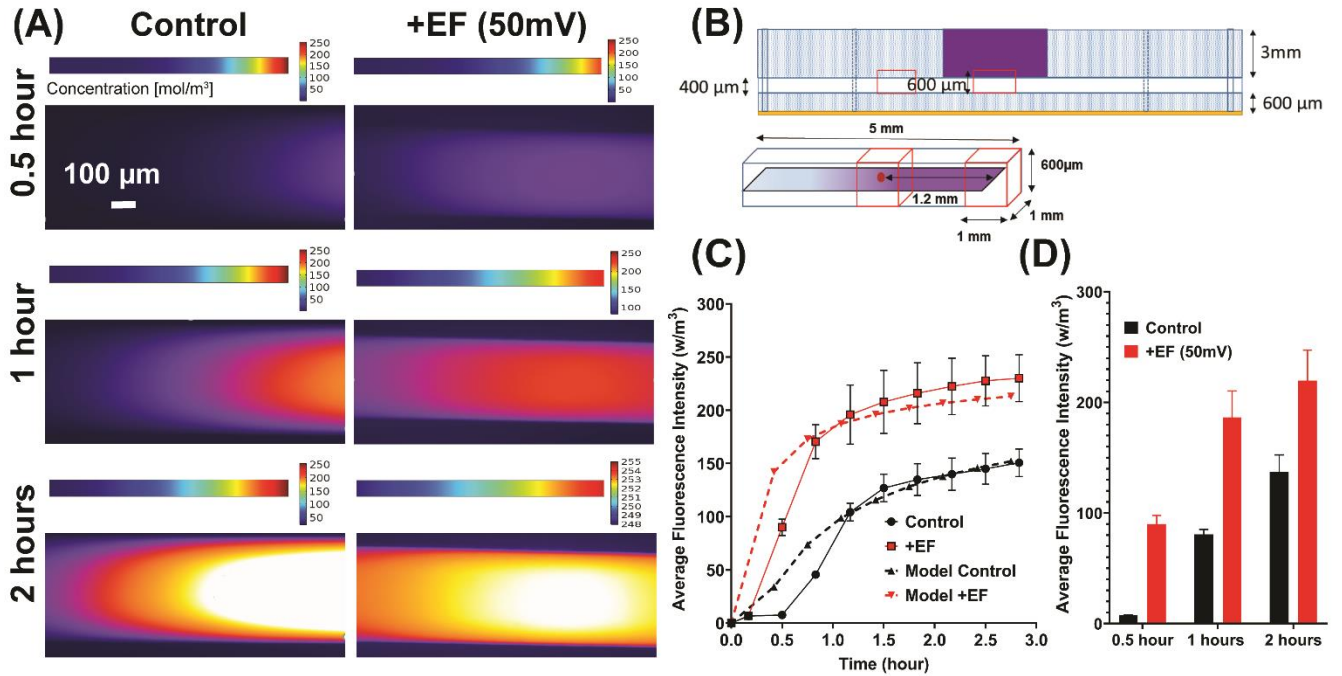 (A)
Control
+EF (50mV)
0.5 hour
250
200
150
100
50
250
200
150
100
50
Concentration [mol/m³]
100 µm
1 hour
250
200
150
100
50
250
200
150
100
2 hours
250
200
150
100
50
255
254
253
252
251
250
249
248
(B)
3mm
400 µm
600 µm
600 µm
5 mm
600µm
1.2 mm
1 mm
1 mm
(C)
Average Fluorescence Intensity (w/m³)
300
250
200
150
100
50
0
Control
+EF
Model Control
Model +EF
0.0
0.5
1.0
1.5
2.0
2.5
3.0
Time (hour)
(D)
Average Fluorescence Intensity (w/m³)
300
200
100
0
Control
+EF (50mV)
0.5 hour
1 hours
2 hours